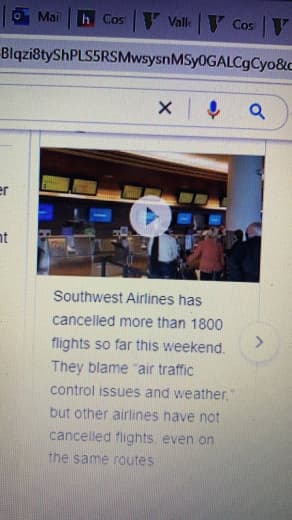 Mai
h Cos
Valle
Cos
BIqzi8tyShPLS5RSMwsysnMSy0GALCgCyo&c
er
nt
Southwest Airlines has
cancelled more than 1800
flights so far this weekend.
They blame "air traffic
control issues and weather,"
but other airlines have not
cancelled flights, even on
the same routes